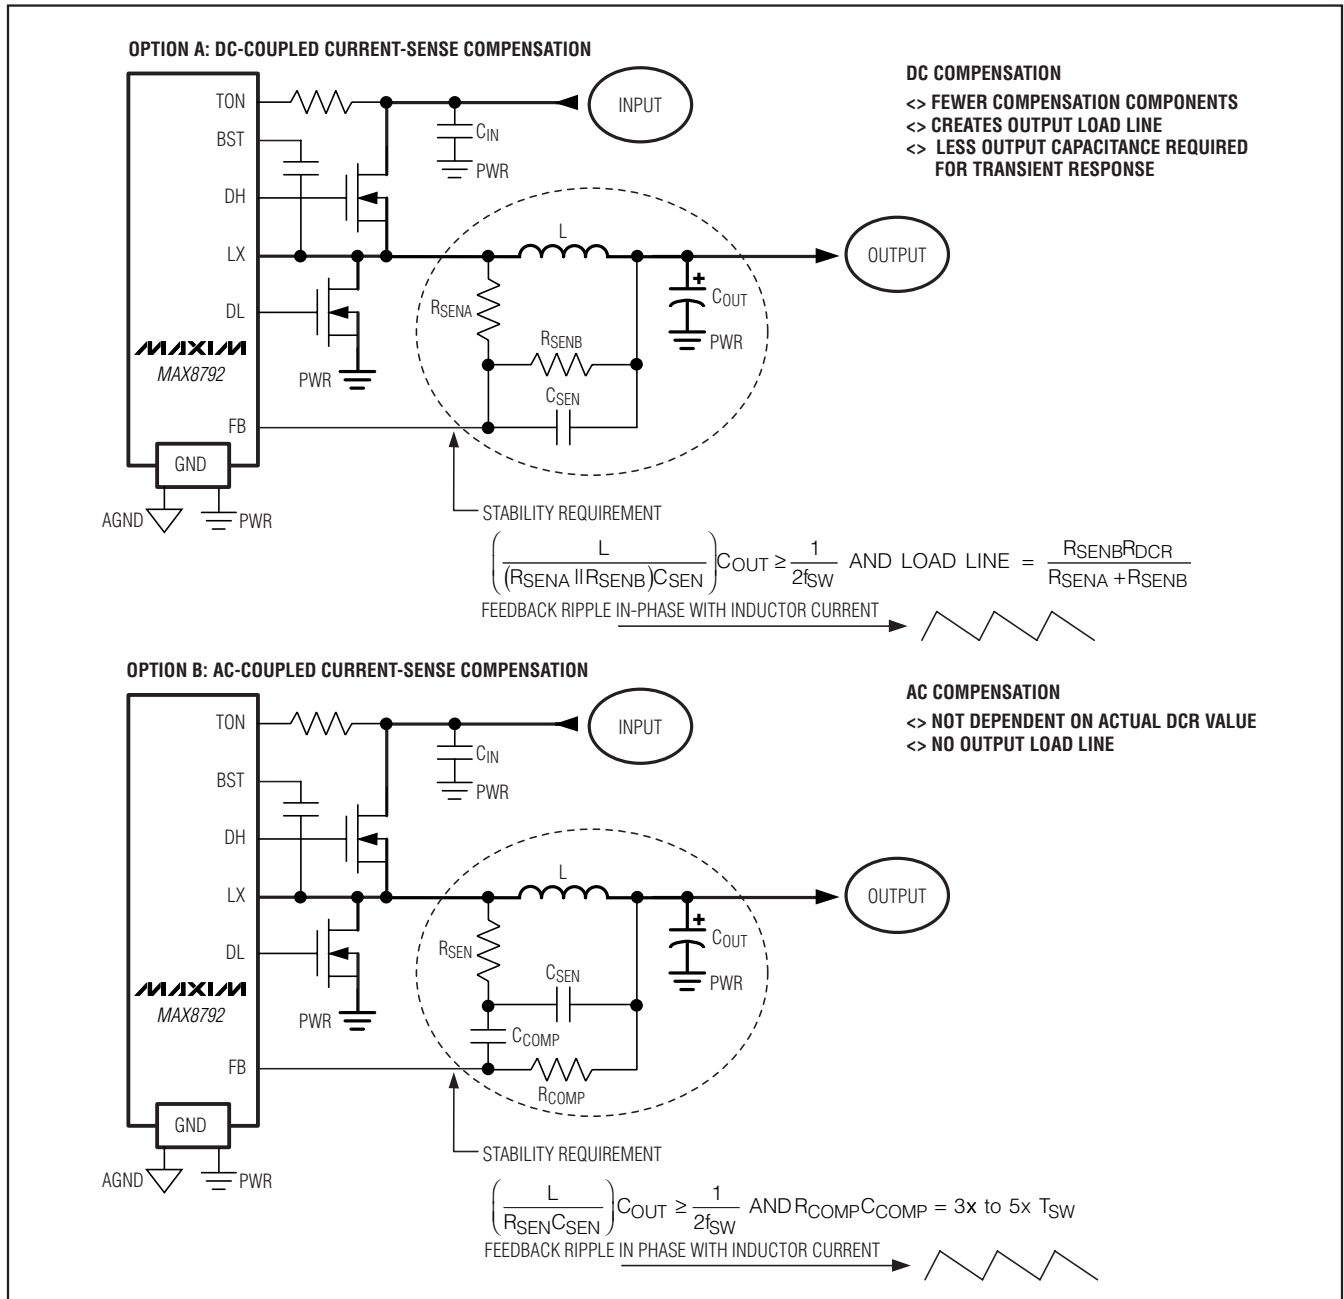 OPTION A: DC-COUPLED CURRENT-SENSE COMPENSATION
DC COMPENSATION
<> FEWER COMPENSATION COMPONENTS
<> CREATES OUTPUT LOAD LINE
<> LESS OUTPUT CAPACITANCE REQUIRED
FOR TRANSIENT RESPONSE
TON
INPUT
BST
CIN
PWR
DH
L
LX
OUTPUT
DL
RSENA
COUT
PWR
RSENB
MAXIM
MAX8792
PWR
CSEN
FB
GND
AGND
PWR
STABILITY REQUIREMENT
(L / (RSENA IIRSENB)CSEN) COUT ≥ 1 / 2fSW AND LOAD LINE = RSENBRDCR / RSENA +RSENB
FEEDBACK RIPPLE IN-PHASE WITH INDUCTOR CURRENT
OPTION B: AC-COUPLED CURRENT-SENSE COMPENSATION
AC COMPENSATION
<> NOT DEPENDENT ON ACTUAL DCR VALUE
<> NO OUTPUT LOAD LINE
TON
INPUT
BST
CIN
PWR
DH
L
LX
OUTPUT
DL
RSEN
COUT
PWR
CSEN
MAXIM
MAX8792
PWR
CCOMP
FB
RCOMP
GND
AGND
PWR
STABILITY REQUIREMENT
(L / RSENCSEN) COUT ≥ 1 / 2fSW AND RCOMPCCOMP = 3x to 5x TSW
FEEDBACK RIPPLE IN PHASE WITH INDUCTOR CURRENT